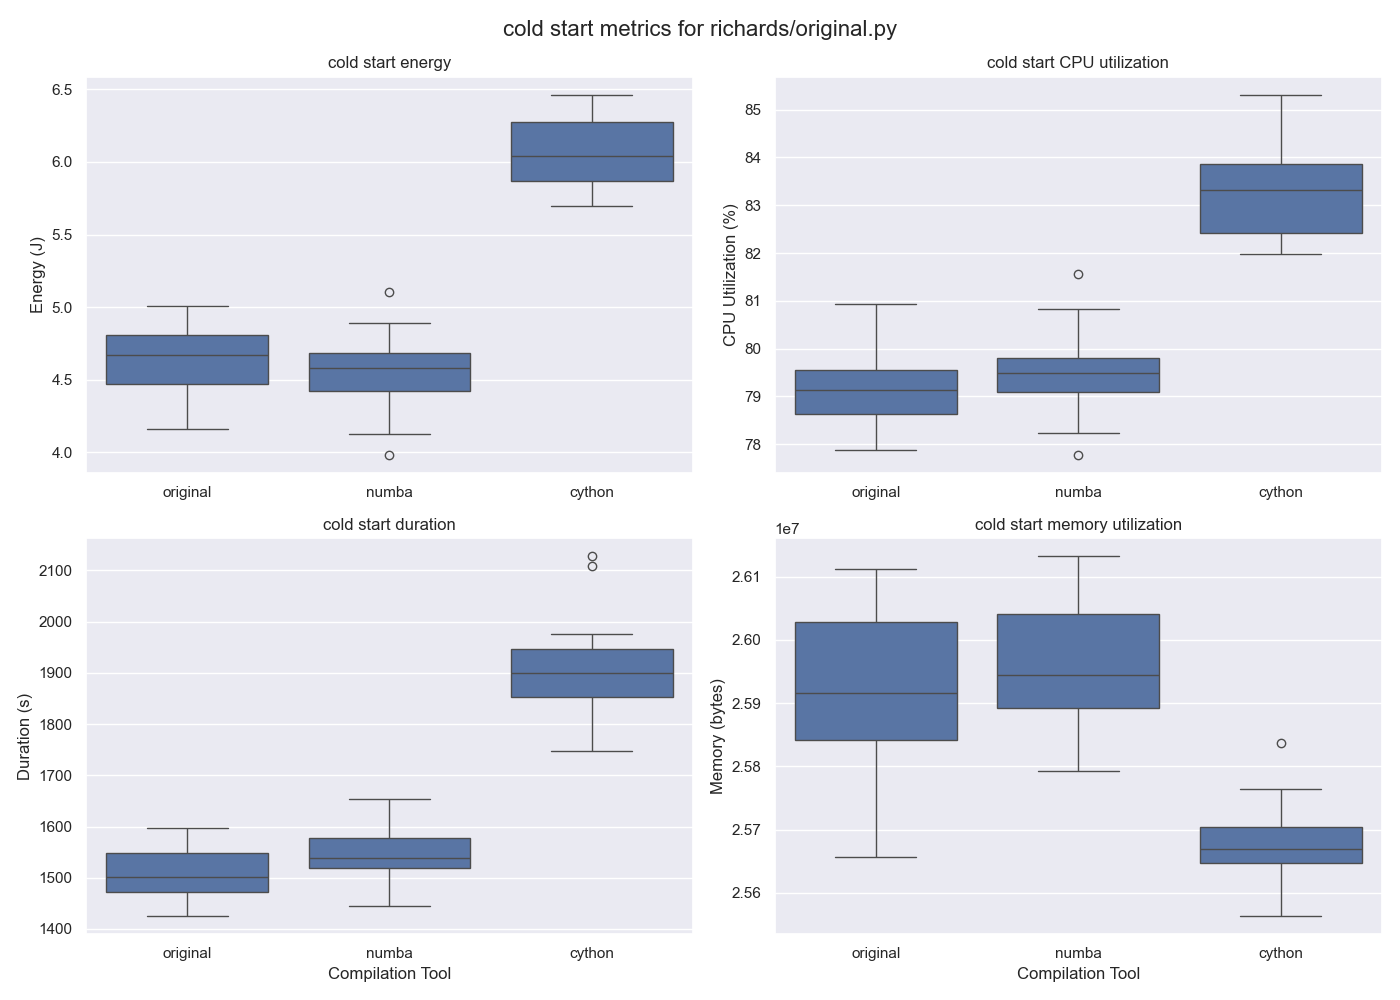 cold start metrics for richards/original.py
cold start energy
Energy (J)
6.5
6.0
5.5
5.0
4.5
4.0
original numba cython
cold start CPU utilization
CPU Utilization (%)
85
84
83
82
81
80
79
78
original numba cython
cold start duration
Duration (s)
2100
2000
1900
1800
1700
1600
1500
1400
original numba cython
Compilation Tool
cold start memory utilization
1e7
Memory (bytes)
2.61
2.60
2.59
2.58
2.57
2.56
original numba cython
Compilation Tool